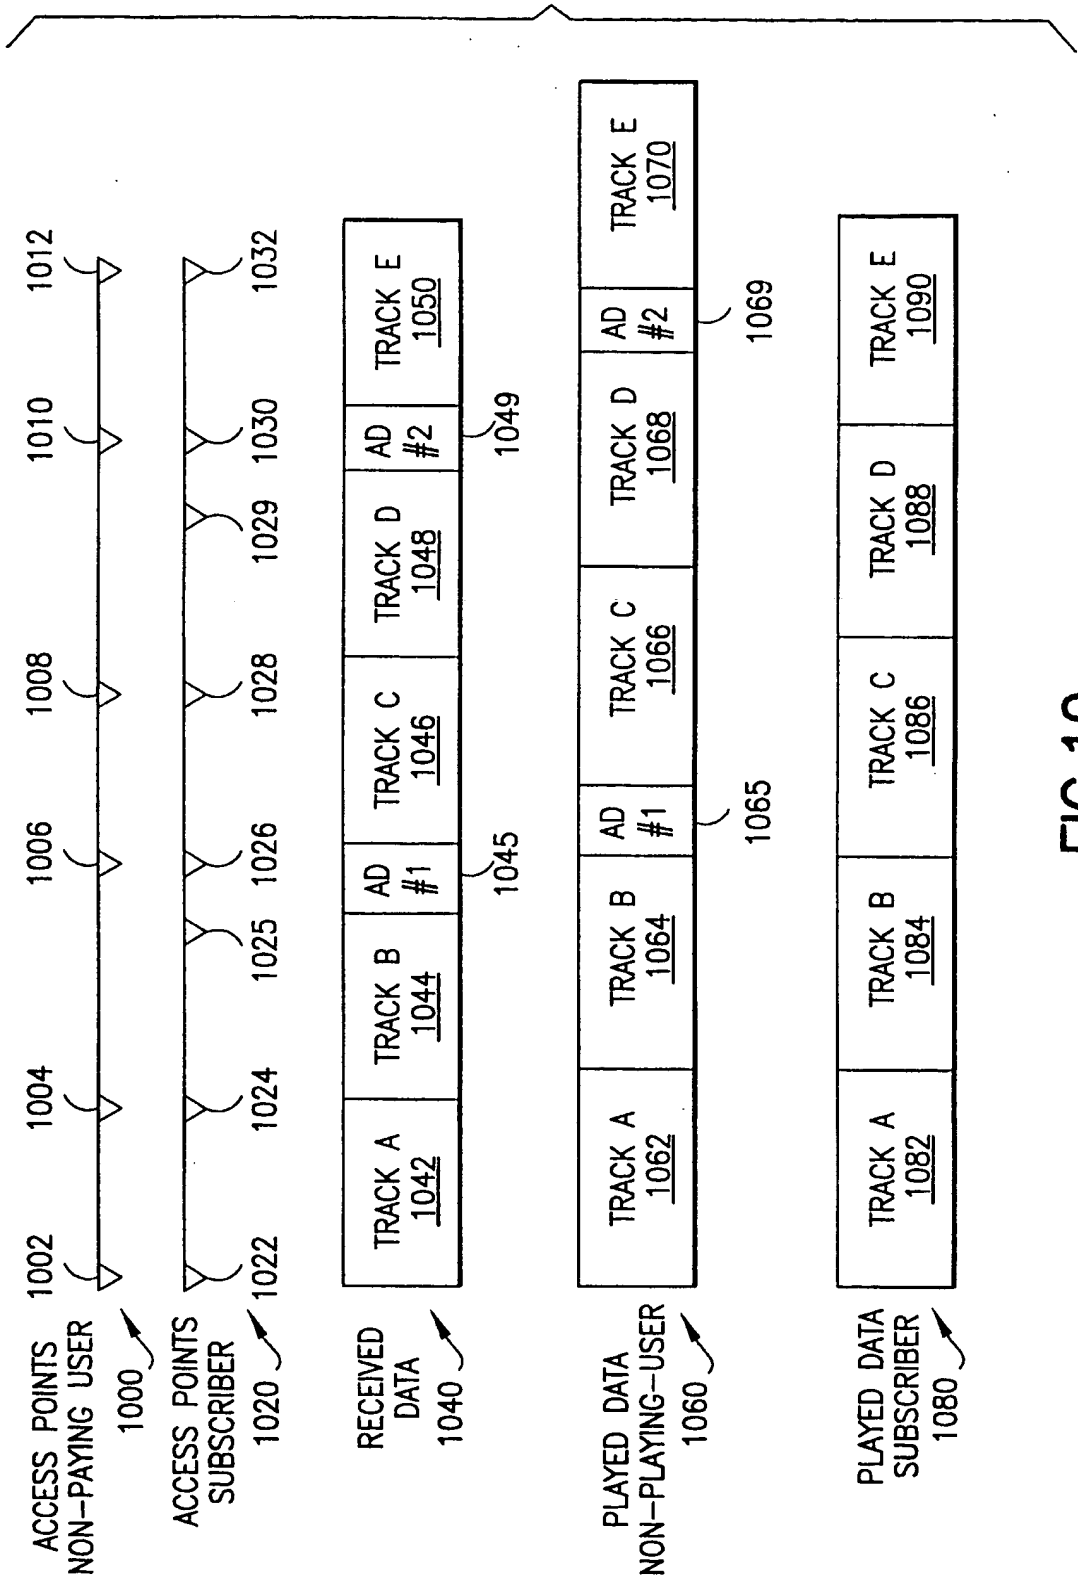 ACCESS POINTS
NON-PAYING USER
1000
1002
1004
1006
1008
1010
1012
ACCESS POINTS
SUBSCRIBER
1020
1022
1024
1025
1026
1028
1029
1030
1032
RECEIVED
DATA
1040
TRACK A
1042
TRACK B
1044
AD
#1
1045
TRACK C
1046
TRACK D
1048
AD
#2
1049
TRACK E
1050
PLAYED DATA
NON-PLAYING-USER
1060
TRACK A
1062
TRACK B
1064
AD
#1
1065
TRACK C
1066
TRACK D
1068
AD
#2
1069
TRACK E
1070
PLAYED DATA
SUBSCRIBER
1080
TRACK A
1082
TRACK B
1084
TRACK C
1086
TRACK D
1088
TRACK E
1090
FIG.10